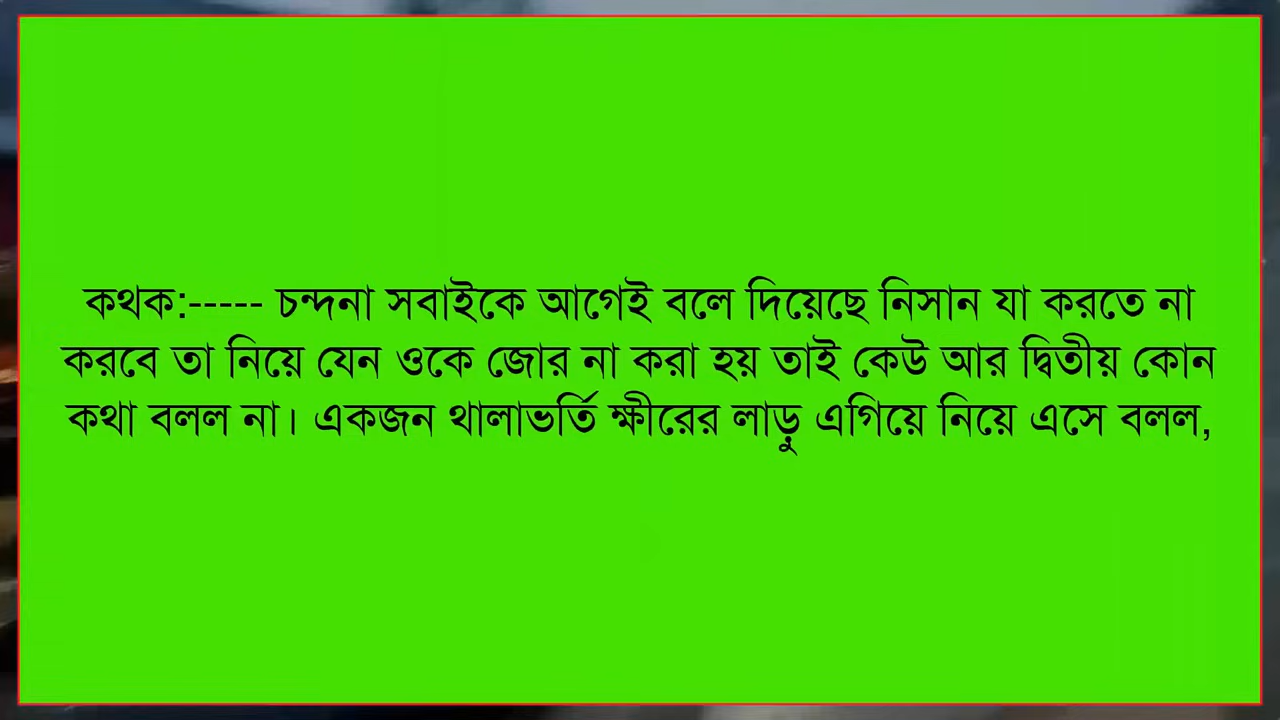 কথক:----- চন্দনা সবাইকে আগেই বলে দিয়েছে নিসান যা করতে না
করবে তা নিয়ে যেন ওকে জোর না করা হয় তাই কেউ আর দ্বিতীয় কোন
কথা বলল না। একজন থালাভর্তি ক্ষীরের লাড়ু এগিয়ে নিয়ে এসে বলল,